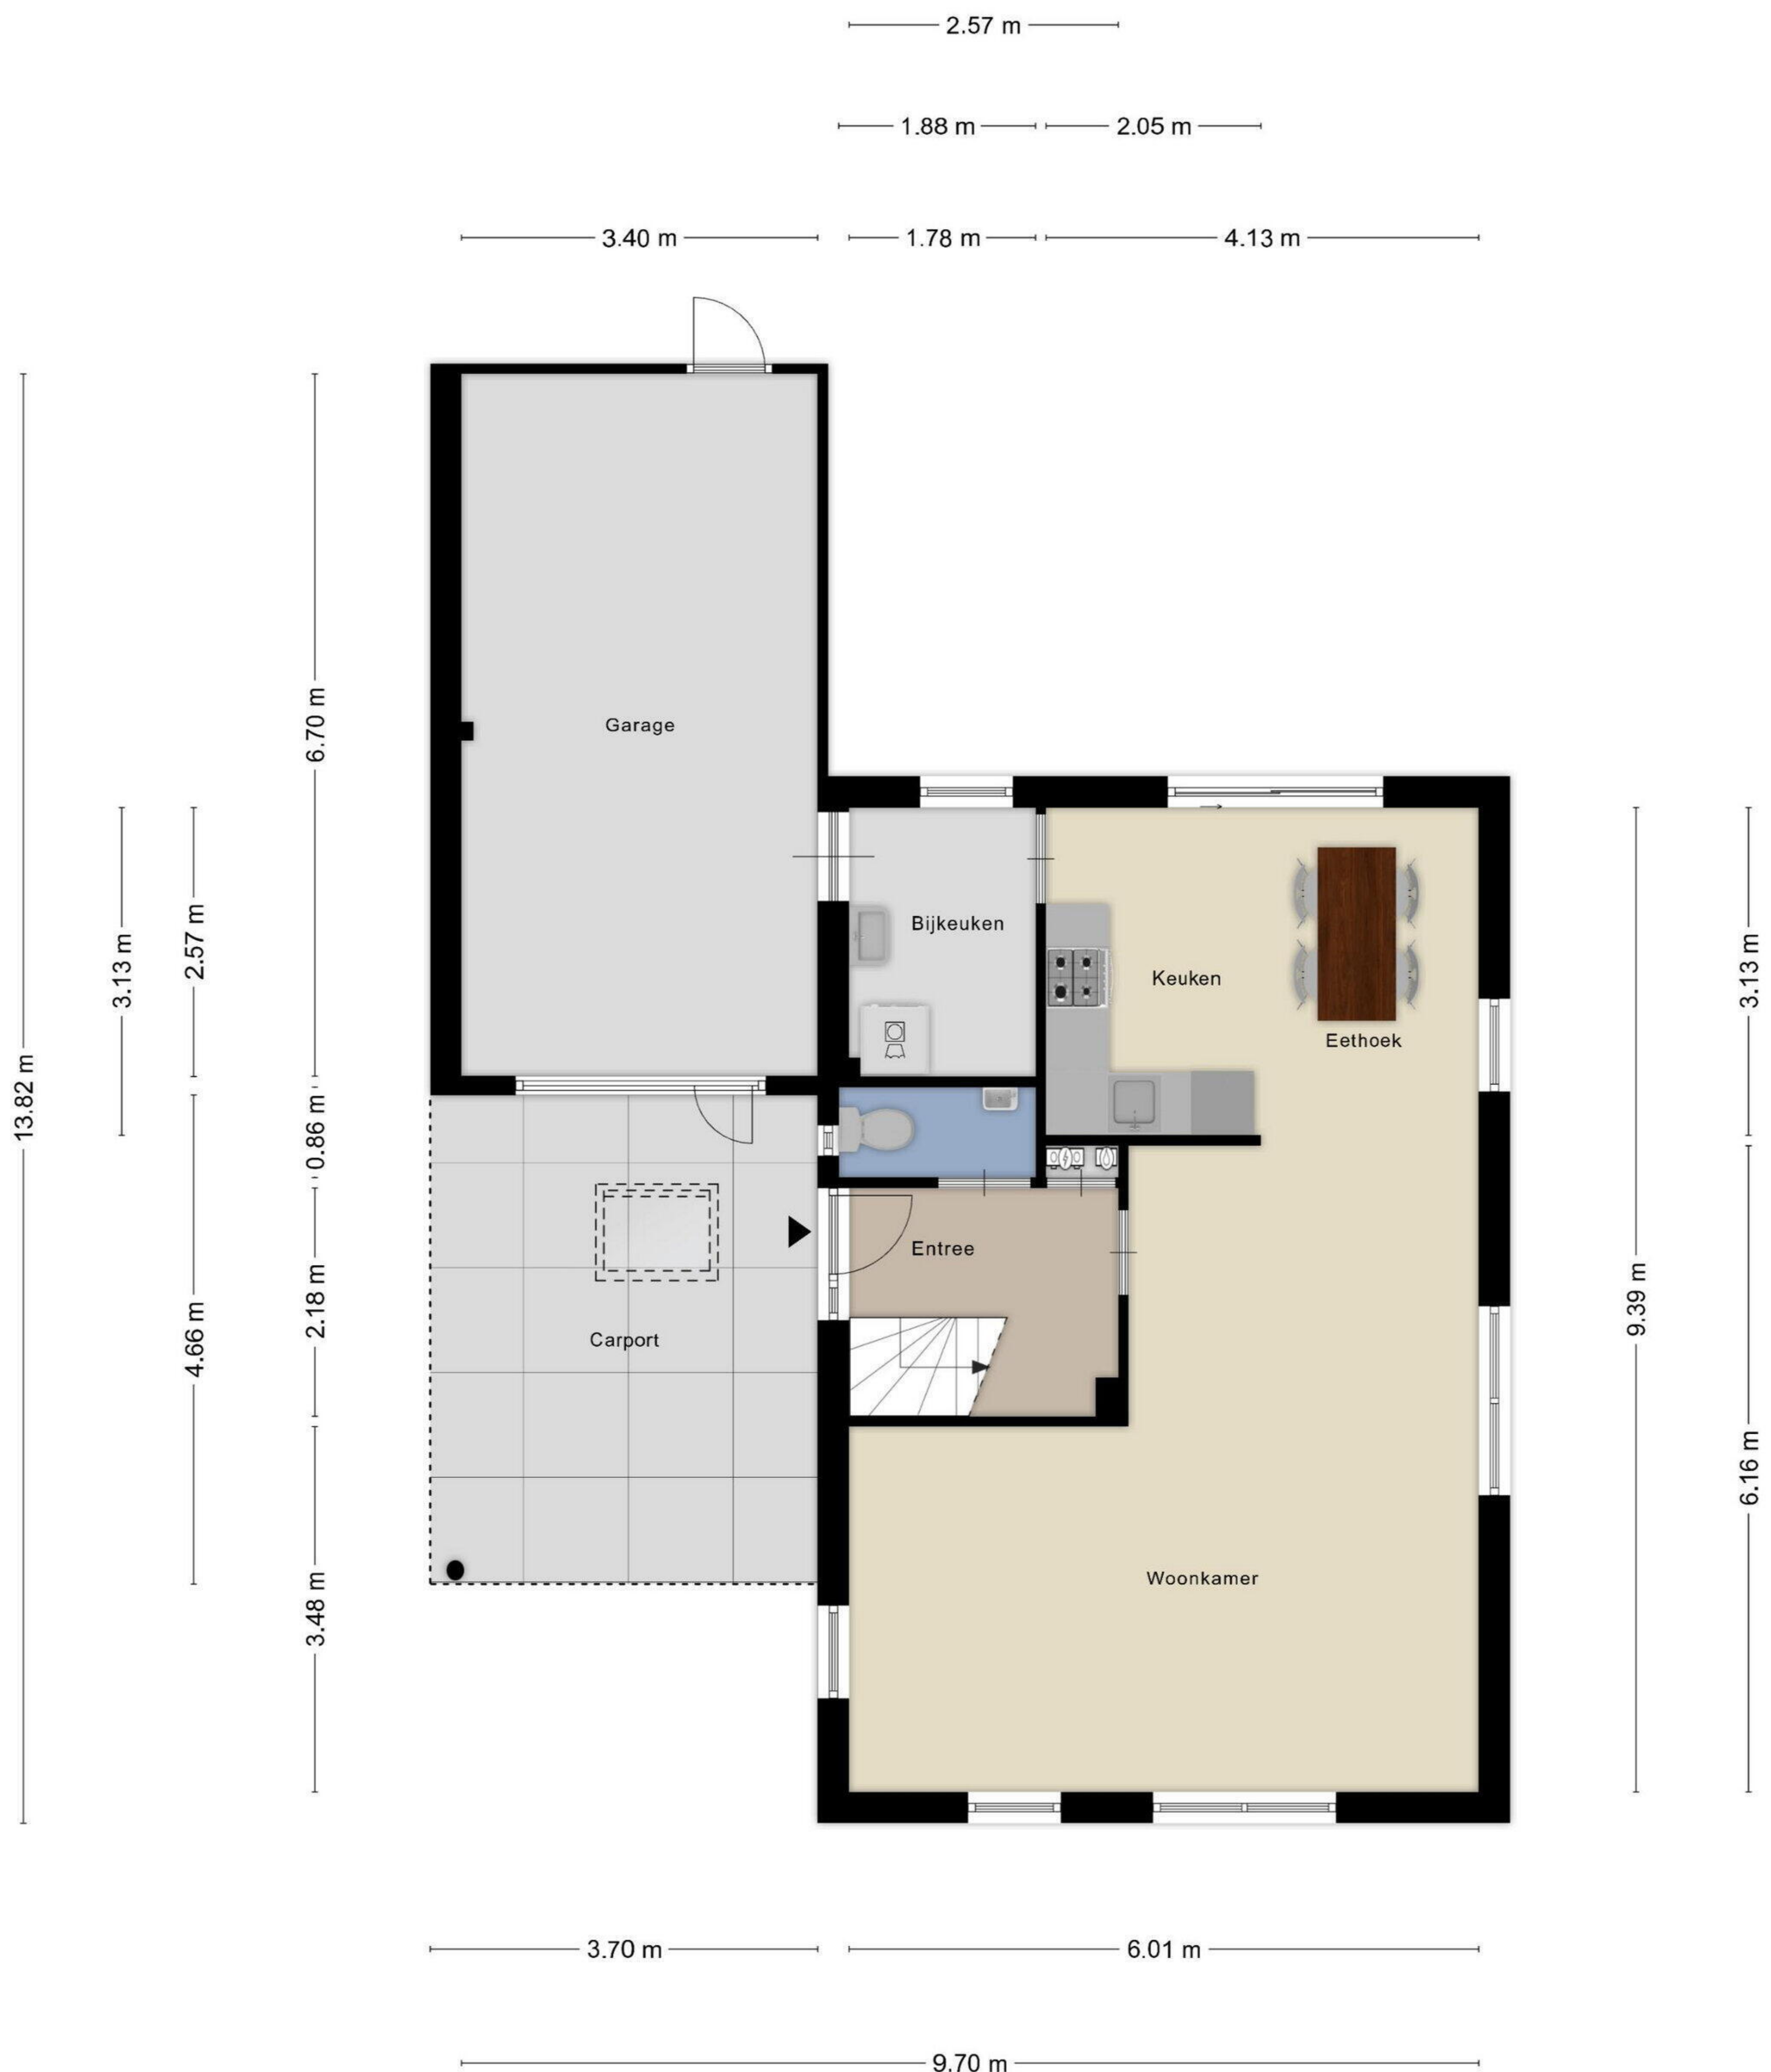 2.57 m
1.88 m
2.05 m
3.40 m
1.78 m
4.13 m
Garage
6.70 m
Bijkeuken
2.57 m
3.13 m
3.13 m
Keuken
Eethoek
13.82 m
0.86 m
Entree
2.18 m
9.39 m
Carport
4.66 m
6.16 m
Woonkamer
3.48 m
3.70 m
6.01 m
9.70 m